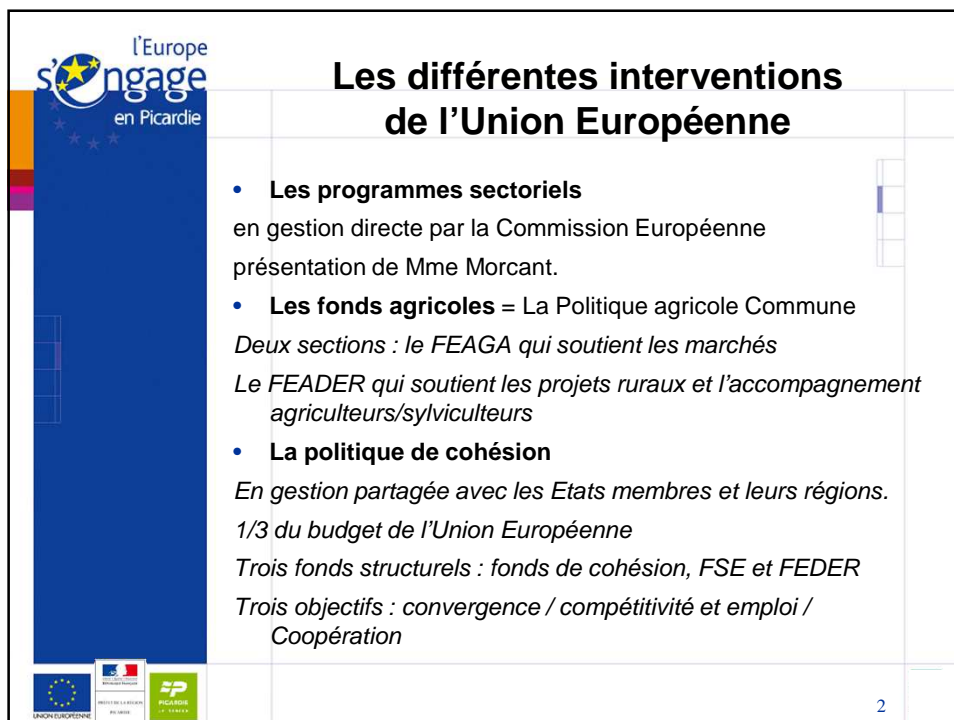 l'Europe
s'engage
en Picardie
Les différentes interventions
de l'Union Européenne
• Les programmes sectoriels
en gestion directe par la Commission Européenne
présentation de Mme Morcant.
• Les fonds agricoles = La Politique agricole Commune
Deux sections : le FEAGA qui soutient les marchés
Le FEADER qui soutient les projets ruraux et l'accompagnement
agriculteurs/sylviculteurs
• La politique de cohésion
En gestion partagée avec les Etats membres et leurs régions.
1/3 du budget de l'Union Européenne
Trois fonds structurels : fonds de cohésion, FSE et FEDER
Trois objectifs : convergence / compétitivité et emploi /
Coopération
UNION EUROPÉENNE
PICARDIE
2